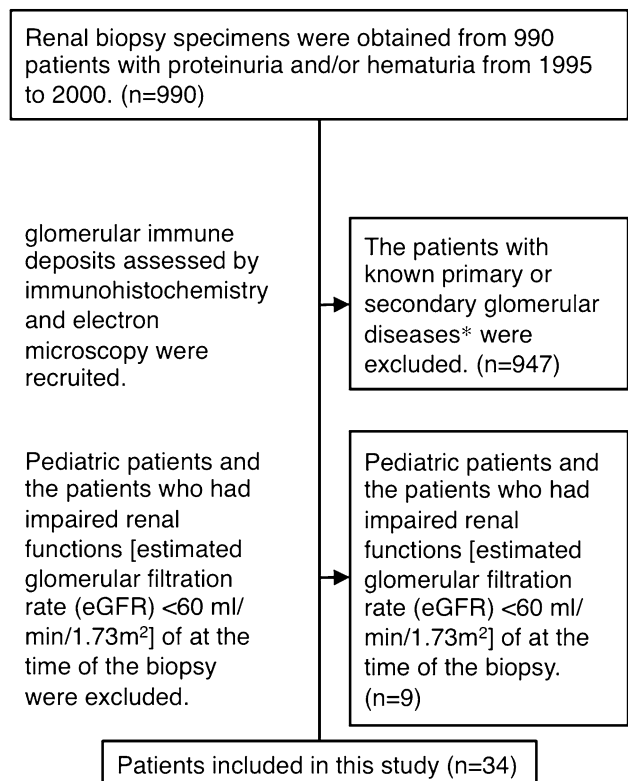 Renal biopsy specimens were obtained from 990
patients with proteinuria and/or hematuria from 1995
to 2000. (n=990)
glomerular immune
deposits assessed by
immunohistochemistry
and electron
microscopy were
recruited.
The patients with
known primary or
secondary glomerular
diseases* were
excluded. (n=947)
Pediatric patients and
the patients who had
impaired renal
functions [estimated
glomerular filtration
rate (eGFR) <60 ml/
min/1.73m²] of at the
time of the biopsy
were excluded.
Pediatric patients and
the patients who had
impaired renal
functions [estimated
glomerular filtration
rate (eGFR) <60 ml/
min/1.73m²] of at the
time of the biopsy.
(n=9)
Patients included in this study (n=34)